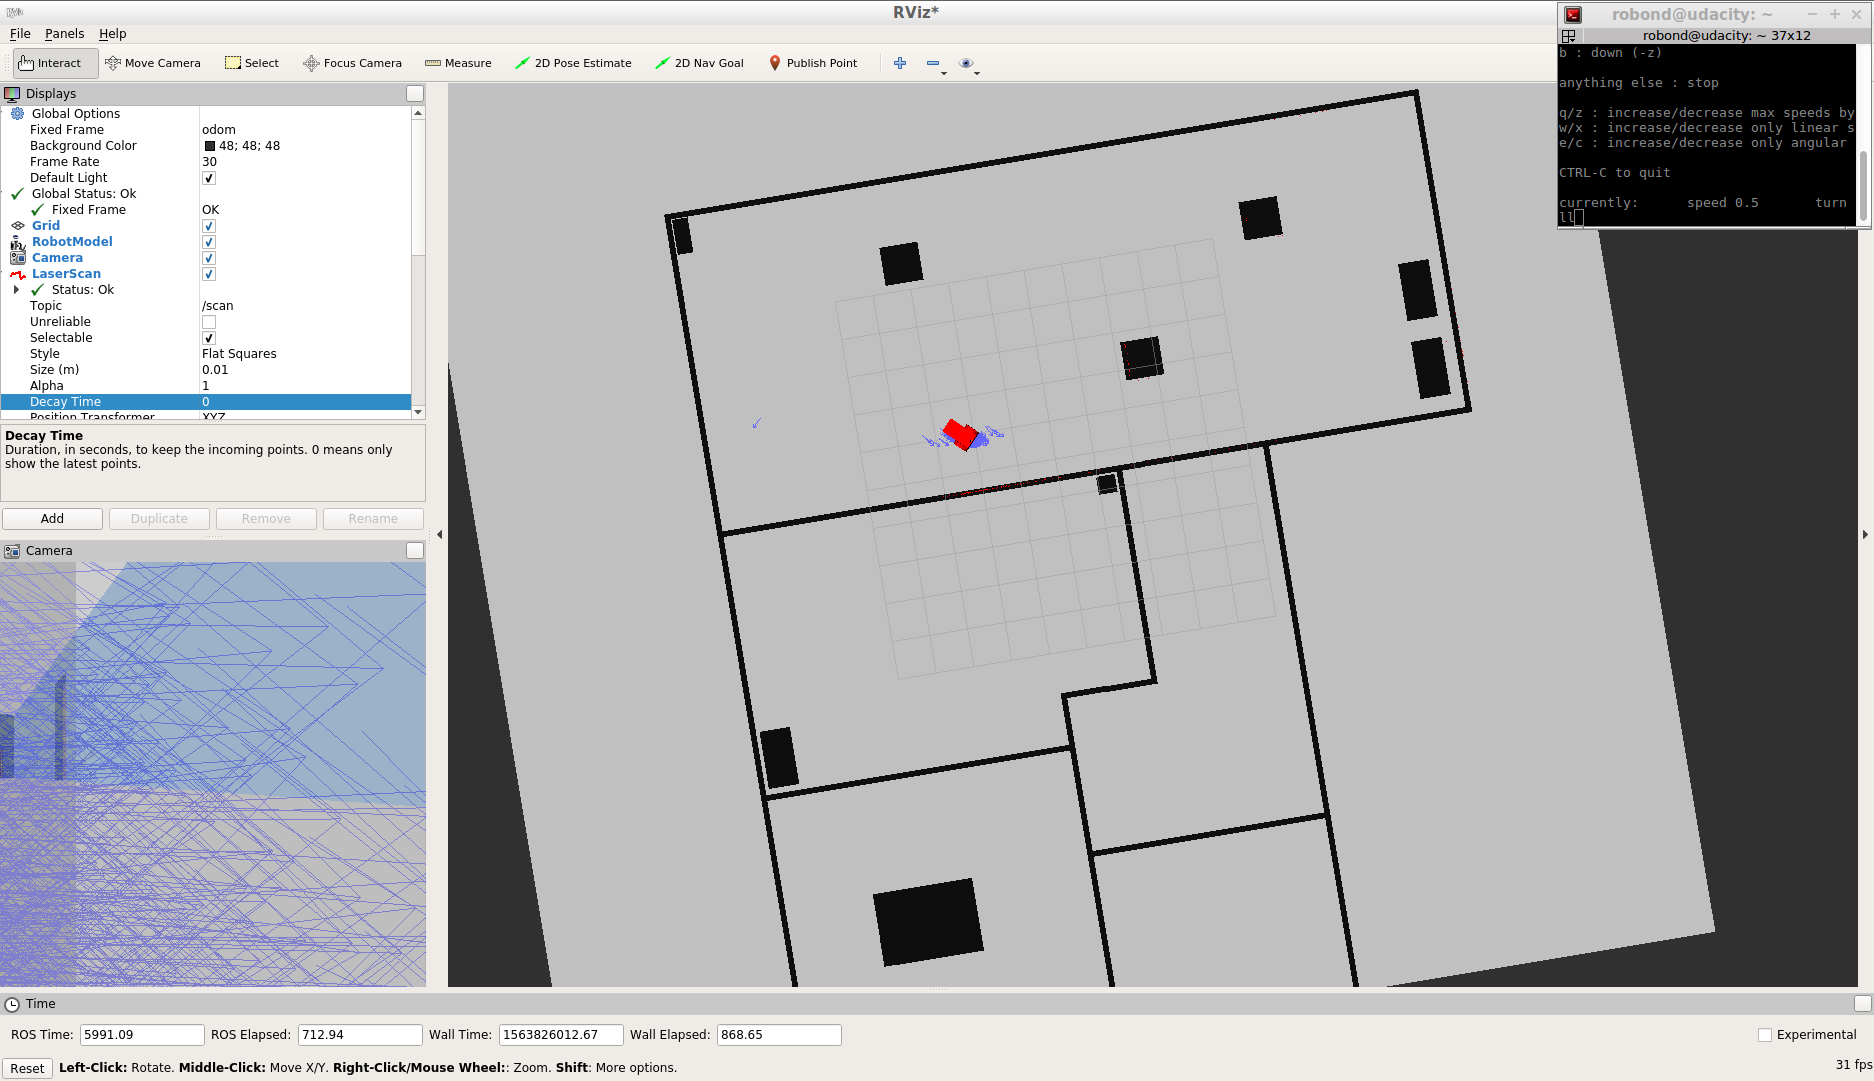 RViz*
File Panels Help
Interact Move Camera Select Focus Camera Measure 2D Pose Estimate 2D Nav Goal Publish Point
Displays
Global Options
Fixed Frame odom
Background Color 48; 48; 48
Frame Rate 30
Default Light
Global Status: Ok
Fixed Frame OK
Grid
RobotModel
Camera
LaserScan
Status: Ok
Topic /scan
Unreliable
Selectable
Style Flat Squares
Size (m) 0.01
Alpha 1
Decay Time 0
Position Transformer XYZ
Decay Time
Duration, in seconds, to keep the incoming points. 0 means only
show the latest points.
Add Duplicate Remove Rename
Camera
robond@udacity: ~
robond@udacity: ~ 37x12
b : down (-z)
anything else : stop
q/z : increase/decrease max speeds by
w/x : increase/decrease only linear s
e/c : increase/decrease only angular
CTRL-C to quit
currently: speed 0.5 turn
ll
Time
ROS Time: 5991.09 ROS Elapsed: 712.94 Wall Time: 1563826012.67 Wall Elapsed: 868.65 Experimental
Reset Left-Click: Rotate. Middle-Click: Move X/Y. Right-Click/Mouse Wheel:: Zoom. Shift: More options. 31 fps